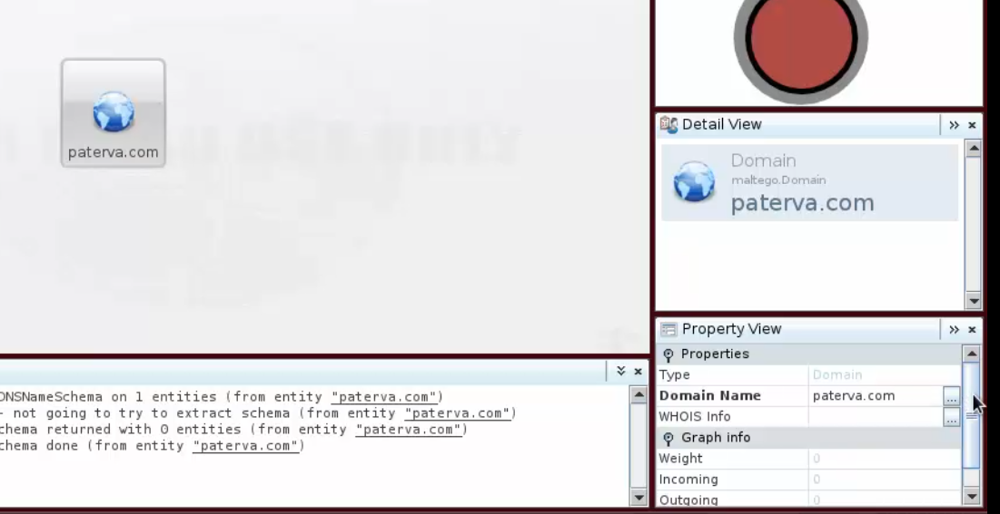 paterva.com
Detail View
Domain
maltego.Domain
paterva.com
Property View
Properties
Type Domain
Domain Name paterva.com ...
WHOIS Info ...
Graph info
Weight 0
Incoming 0
Outgoing 0
DNSNameSchema on 1 entities (from entity "paterva.com")
- not going to try to extract schema (from entity "paterva.com")
chema returned with 0 entities (from entity "paterva.com")
chema done (from entity "paterva.com")